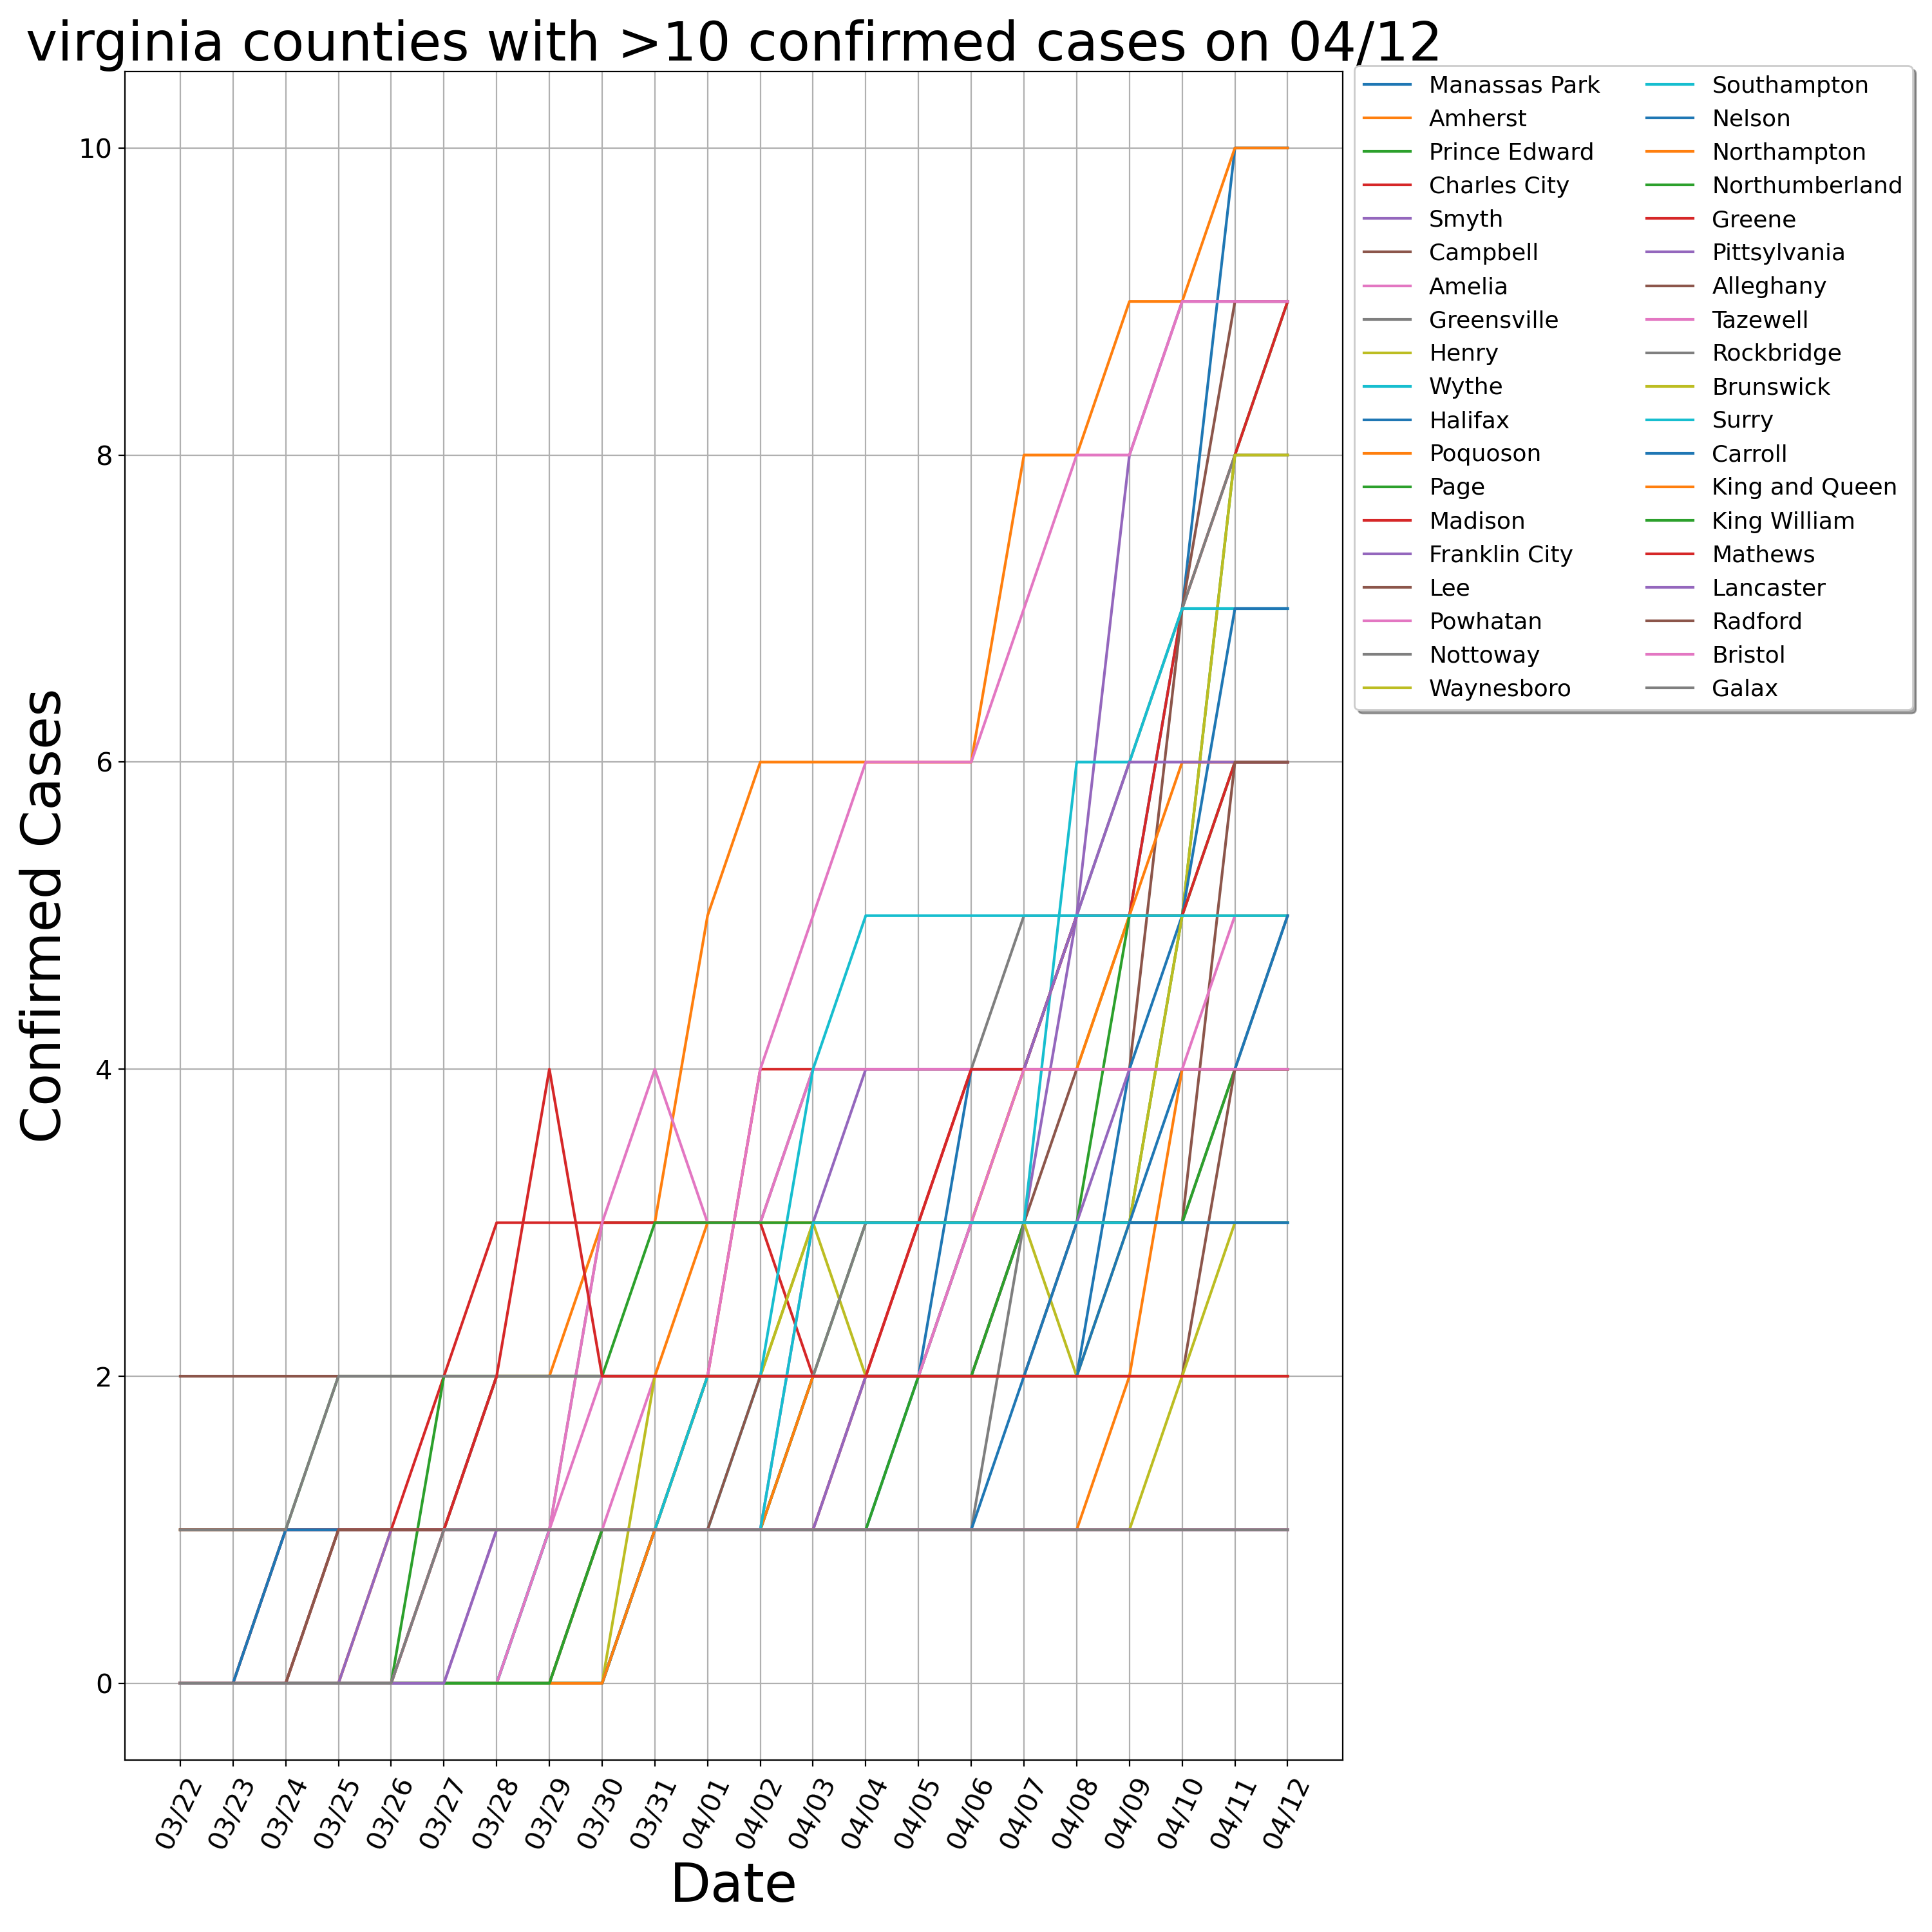 virginia counties with >10 confirmed cases on 04/12
Confirmed Cases
10
8
6
4
2
0
03/22
03/23
03/24
03/25
03/26
03/27
03/28
03/29
03/30
03/31
04/01
04/02
04/03
04/04
04/05
04/06
04/07
04/08
04/09
04/10
04/11
04/12
Date
Manassas Park
Amherst
Prince Edward
Charles City
Smyth
Campbell
Amelia
Greensville
Henry
Wythe
Halifax
Poquoson
Page
Madison
Franklin City
Lee
Powhatan
Nottoway
Waynesboro
Southampton
Nelson
Northampton
Northumberland
Greene
Pittsylvania
Alleghany
Tazewell
Rockbridge
Brunswick
Surry
Carroll
King and Queen
King William
Mathews
Lancaster
Radford
Bristol
Galax